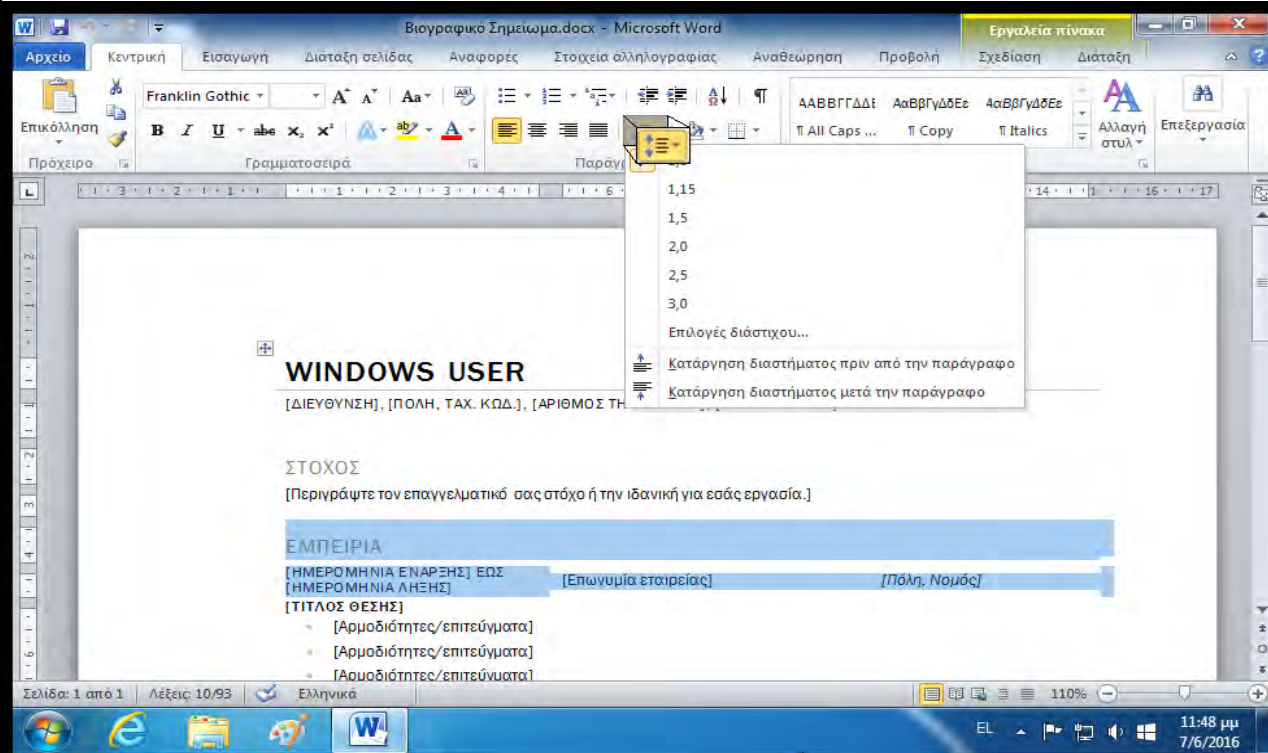 Βιογραφικό Σημείωμα.docx - Microsoft Word
Εργαλεία πίνακα
Αρχείο Κεντρική Εισαγωγή Διάταξη σελίδας Αναφορές Στοιχεία αλληλογραφίας Αναθεώρηση Προβολή Σχεδίαση Διάταξη
Επικόλληση
Franklin Gothic
ΑΑΒΒΓΓΔΔΕ ΑαΒβΓγΔδΕε ΑαΒβΓγΔδΕε
¶ All Caps ... ¶ Copy ¶ Italics
Αλλαγή στυλ
Επεξεργασία
Πρόχειρο Γραμματοσειρά
1,15
1,5
2,0
2,5
3,0
Επιλογές διάστιχου...
Κατάργηση διαστήματος πριν από την παράγραφο
Κατάργηση διαστήματος μετά την παράγραφο
WINDOWS USER
[ΔΙΕΥΘΥΝΣΗ], [ΠΟΛΗ, ΤΑΧ. ΚΩΔ.], [ΑΡΙΘΜΟΣ ΤΗ
ΣΤΟΧΟΣ
[Περιγράψτε τον επαγγελματικό σας στόχο ή την ιδανική για εσάς εργασία.]
ΕΜΠΕΙΡΙΑ
[ΗΜΕΡΟΜΗΝΙΑ ΕΝΑΡΞΗΣ] ΕΩΣ
[ΗΜΕΡΟΜΗΝΙΑ ΛΗΞΗΣ]
[Επωνυμία εταιρείας]
[Πόλη, Νομός]
[ΤΙΤΛΟΣ ΘΕΣΗΣ]
[Αρμοδιότητες/επιτεύγματα]
[Αρμοδιότητες/επιτεύγματα]
[Αρμοδιότητες/επιτεύγματα]
[Αρμοδιότητες/επιτεύγματα]
Σελίδα: 1 από 1 Λέξεις: 10/93 Ελληνικά 110%
EL
11:48 μμ
7/6/2016